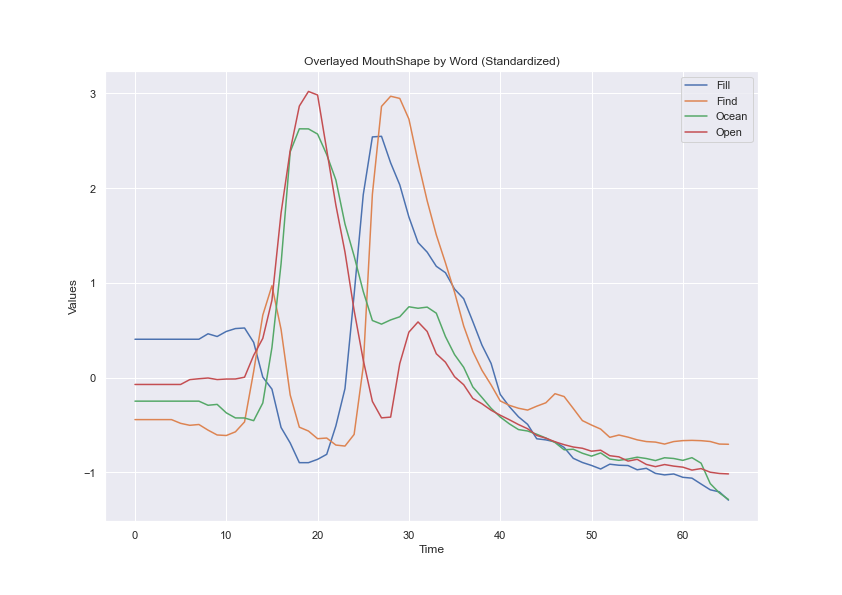 Overlayed MouthShape by Word (Standardized)
Fill
Find
Ocean
Open
3
2
1
0
−1
Values
0 10 20 30 40 50 60
Time